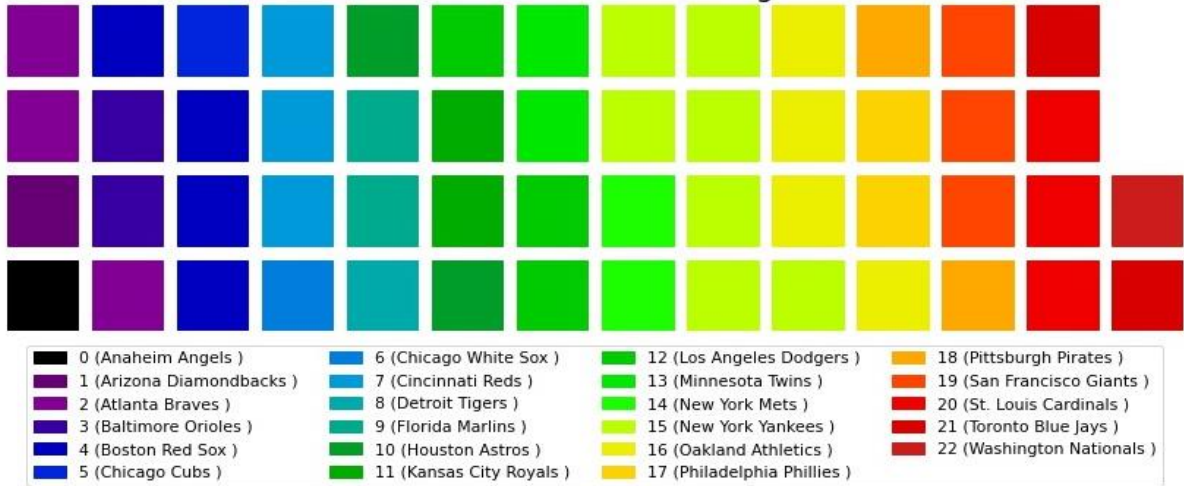 0 (Anaheim Angels )
1 (Arizona Diamondbacks )
2 (Atlanta Braves )
3 (Baltimore Orioles )
4 (Boston Red Sox )
5 (Chicago Cubs )
6 (Chicago White Sox )
7 (Cincinnati Reds )
8 (Detroit Tigers )
9 (Florida Marlins )
10 (Houston Astros )
11 (Kansas City Royals )
12 (Los Angeles Dodgers )
13 (Minnesota Twins )
14 (New York Mets )
15 (New York Yankees )
16 (Oakland Athletics )
17 (Philadelphia Phillies )
18 (Pittsburgh Pirates )
19 (San Francisco Giants )
20 (St. Louis Cardinals )
21 (Toronto Blue Jays )
22 (Washington Nationals )